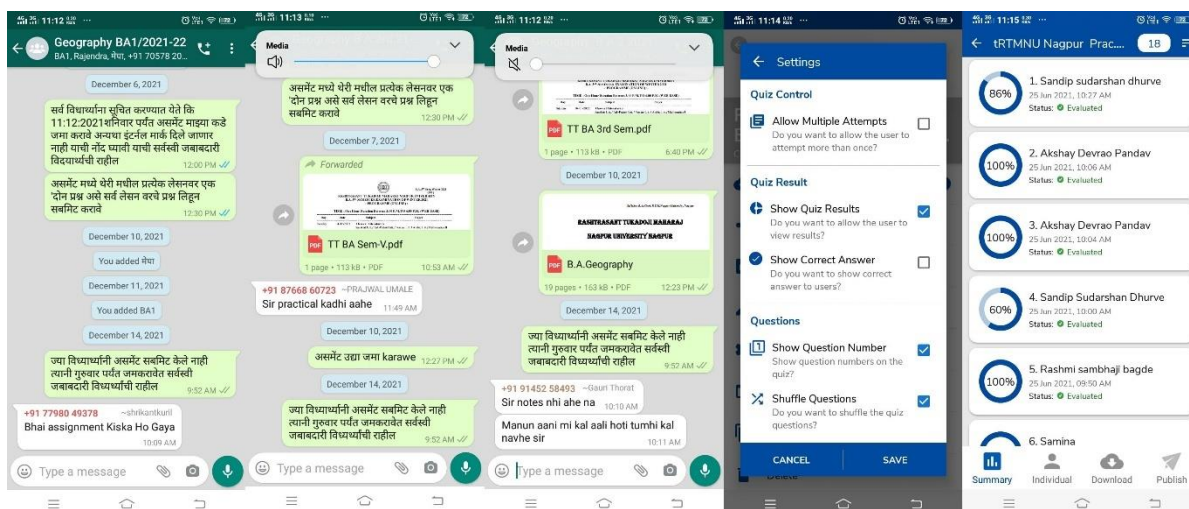 11:12
Geography BA1/2021-22
BA1, Rajendra, मेघा, +91 70578 20...
December 6, 2021
सर्व विधार्थ्यांना सूचित करण्यात येते कि
11:12:2021शनिवार पर्यंत असमेंट माझ्या कडे
जमा करावे अन्यथा इंटर्नल मार्क दिले जाणार
नाही याची नोंद घ्यावी याची सर्वस्वी जबाबदारी
विदयार्थ्यची राहील
12:00 PM
असमेंट मध्ये थेरी मधील प्रत्येक लेसनवर एक
'दोन प्रश्न असे सर्व लेसन वरचे प्रश्न लिहून
सबमिट करावे
12:30 PM
December 10, 2021
You added मेघा
December 11, 2021
You added BA1
December 14, 2021
ज्या विध्यार्थ्यांनी असमेंट सबमिट केले नाही
त्यानी गुरुवार पर्यंत जमकरावेत सर्वस्वी
जबाबदारी विध्यर्थ्यांची राहील
9:52 AM
+91 77980 49378 ~shrikantkuril
Bhai assignment Kiska Ho Gaya
10:09 AM
Type a message
11:13
Media
असमेंट मध्ये थेरी मधील प्रत्येक लेसनवर एक
'दोन प्रश्न असे सर्व लेसन वरचे प्रश्न लिहून
सबमिट करावे
12:30 PM
December 7, 2021
Forwarded
TT BA Sem-V.pdf
1 page • 113 kB • PDF 10:53 AM
+91 87668 60723 ~PRAJWAL UMALE
Sir practical kadhi aahe
11:49 AM
December 10, 2021
असमेंट उद्या जमा karawe 12:27 PM
December 14, 2021
ज्या विध्यार्थ्यांनी असमेंट सबमिट केले नाही
त्यानी गुरुवार पर्यंत जमकरावेत सर्वस्वी
जबाबदारी विध्यर्थ्यांची राहील
9:52 AM
Type a message
11:12
Media
TT BA 3rd Sem.pdf
1 page • 113 kB • PDF 6:40 PM
December 10, 2021
RASHTRASANT TUKADOJI MAHARAJ
NAGPUR UNIVERSITY NAGPUR
B.A.Geography
19 pages • 163 kB • PDF 12:23 PM
December 14, 2021
ज्या विध्यार्थ्यांनी असमेंट सबमिट केले नाही
त्यानी गुरुवार पर्यंत जमकरावेत सर्वस्वी
जबाबदारी विध्यर्थ्यांची राहील
9:52 AM
+91 91452 58493 ~Gauri Thorat
Sir notes nhi ahe na 10:10 AM
Manun aani mi kal aali hoti tumhi kal
navhe sir
10:11 AM
Type a message
11:14
Settings
Quiz Control
Allow Multiple Attempts
Do you want to allow the user to
attempt more than once?
Quiz Result
Show Quiz Results
Do you want to allow the user to
view results?
Show Correct Answer
Do you want to show correct
answer to users?
Questions
Show Question Number
Show question numbers on the
quiz?
Shuffle Questions
Do you want to shuffle the quiz
questions?
CANCEL SAVE
Delete
11:15
tRTMNU Nagpur Prac.... 18
86%
1. Sandip sudarshan dhurve
25 Jun 2021, 10:27 AM
Status: Evaluated
100%
2. Akshay Devrao Pandav
25 Jun 2021, 10:06 AM
Status: Evaluated
100%
3. Akshay Devrao Pandav
25 Jun 2021, 10:04 AM
Status: Evaluated
60%
4. Sandip Sudarshan Dhurve
25 Jun 2021, 10:00 AM
Status: Evaluated
100%
5. Rashmi sambhaji bagde
25 Jun 2021, 09:50 AM
Status: Evaluated
6. Samina
Summary Individual Download Publish